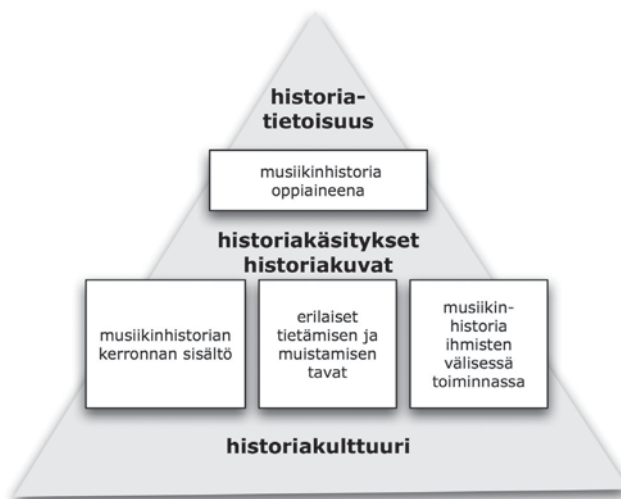 historia-
tietoisuus
musiikinhistoria
oppiaineena
historiakäsitykset
historiakuvat
musiikinhistorian
kerronnan sisältö
erilaiset
tietämisen ja
muistamisen
tavat
musiikin-
historia
ihmisten
välisessä
toiminnassa
historiakulttuuri